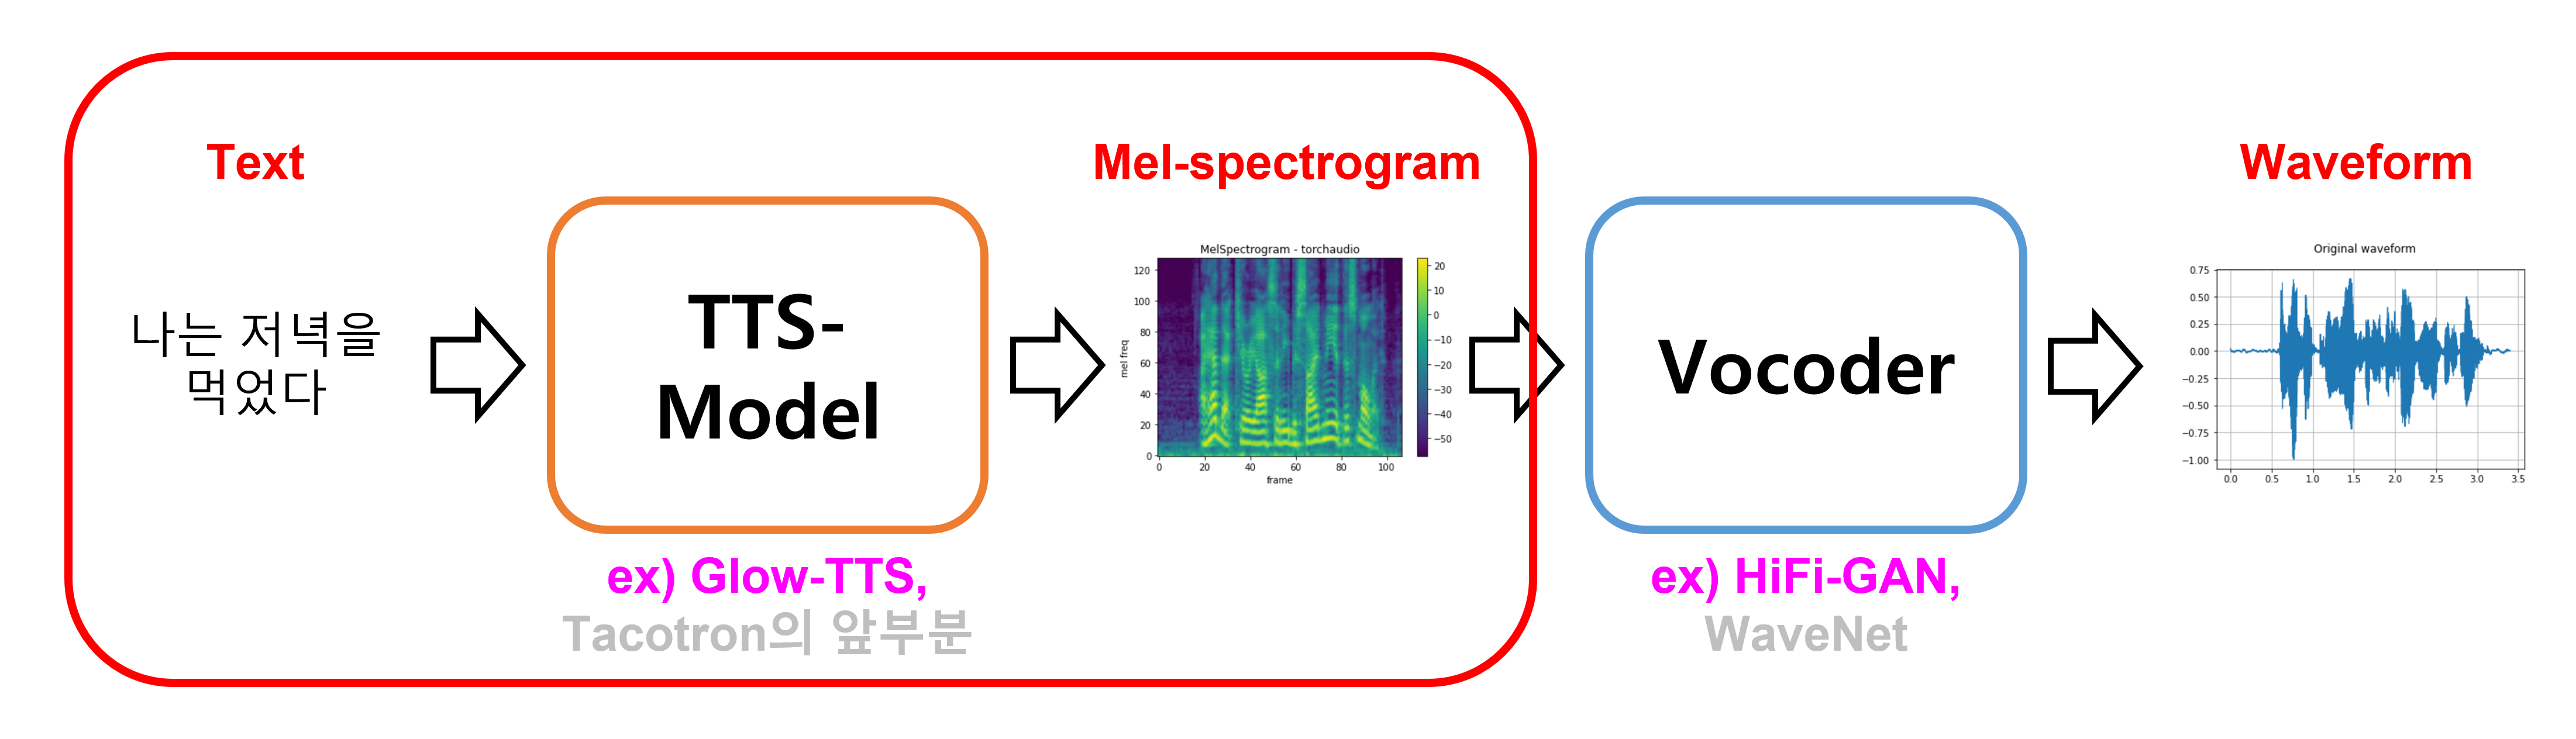 Text
Mel-spectrogram
Waveform
나는 저녁을
먹었다
TTS-
Model
MelSpectrogram - torchaudio
mel freq
120
100
80
60
40
20
0
0 20 40 60 80 100
frame
20
10
0
−10
−20
−30
−40
−50
Vocoder
Original waveform
0.75
0.50
0.25
0.00
−0.25
−0.50
−0.75
−1.00
0.0 0.5 1.0 1.5 2.0 2.5 3.0 3.5
ex) Glow-TTS,
Tacotron의 앞부분
ex) HiFi-GAN,
WaveNet